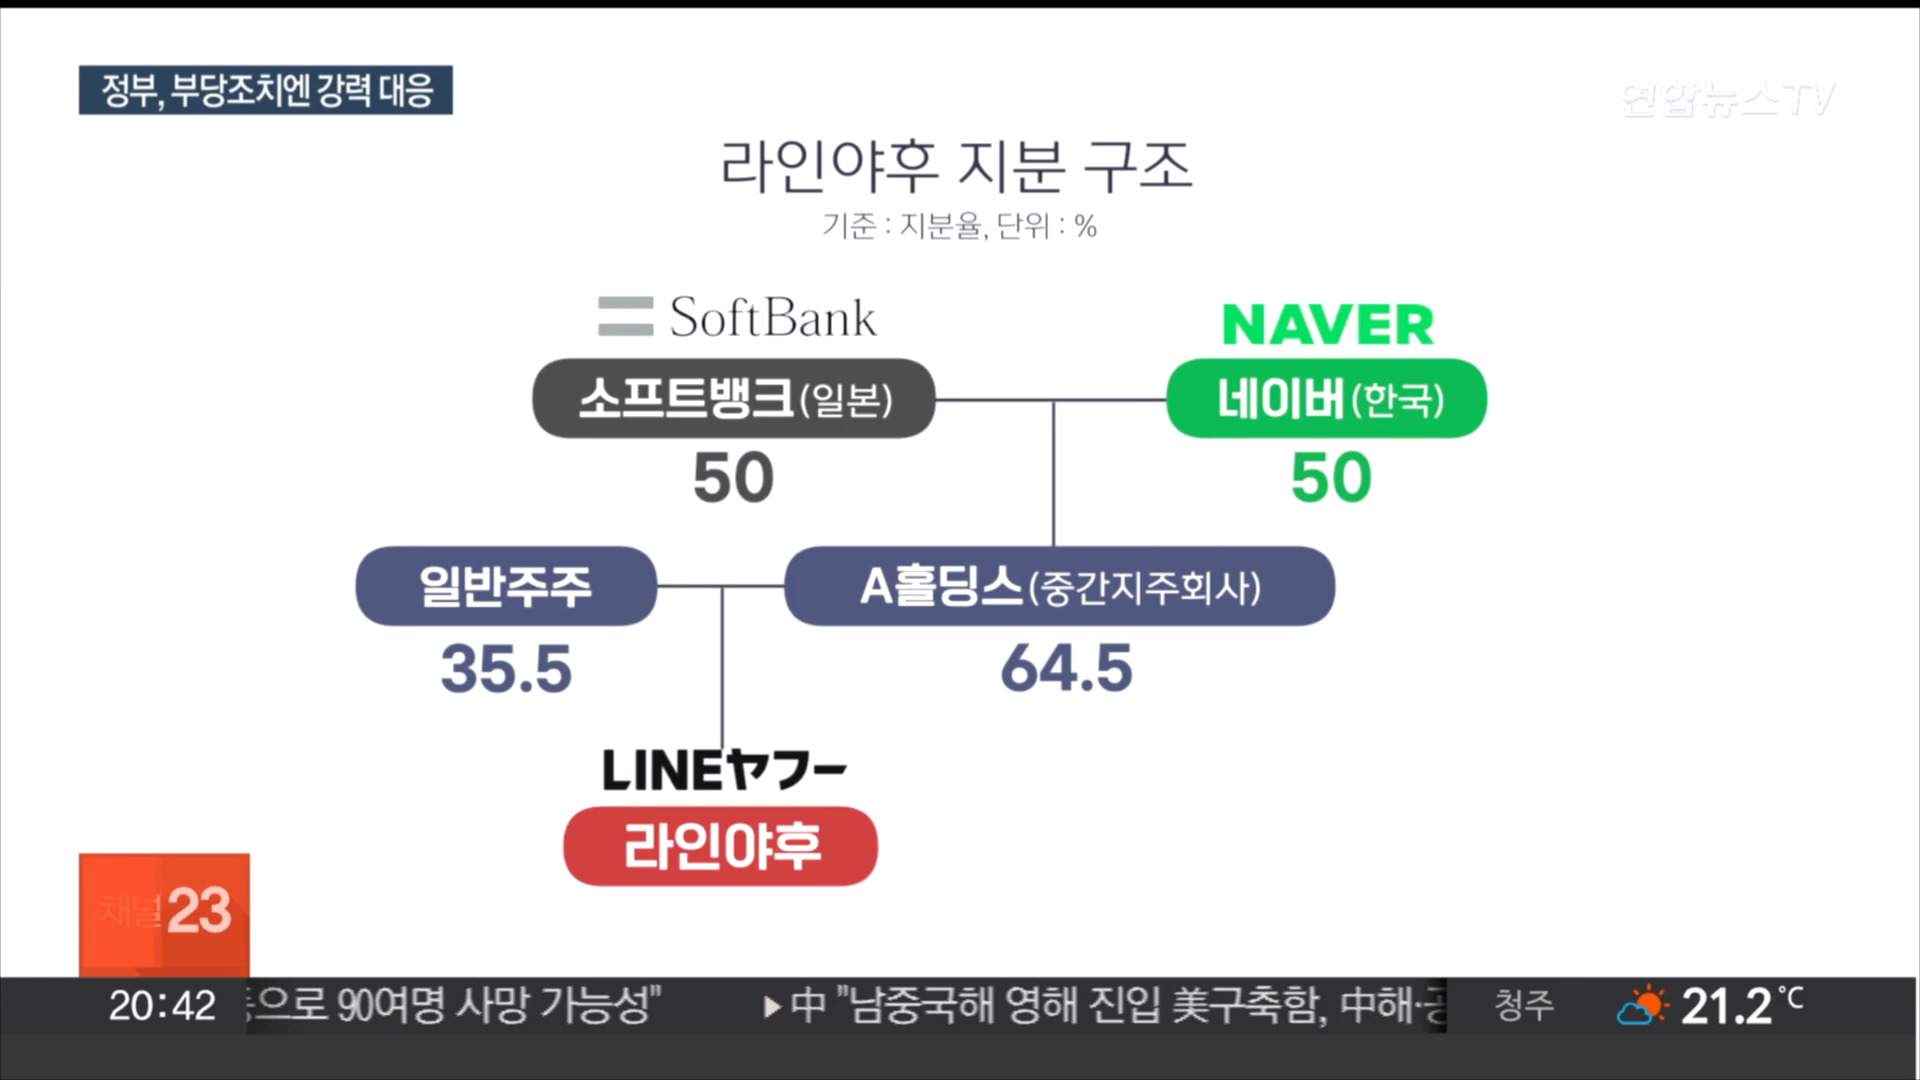 정부, 부당조치엔 강력 대응
연합뉴스TV
라인야후 지분 구조
기준 : 지분율, 단위 : %
SoftBank
NAVER
소프트뱅크(일본)
네이버(한국)
50
50
일반주주
A홀딩스(중간지주회사)
35.5
64.5
LINEヤフー
라인야후
채널 23
20:42
으로 90여명 사망 가능성"
▶中 "남중국해 영해 진입 美구축함, 中해·
청주
21.2℃